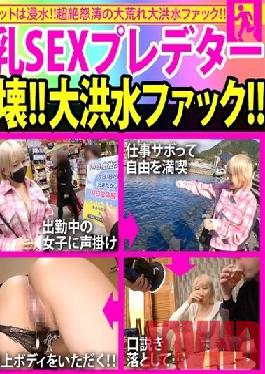 ットは浸水!!超絶怒涛の大荒れ大洪水ファック!!
乳SEXプレデター
壊!!大洪水ファック!!
仕事サボって
自由を満喫
出勤中の
女子に声掛け
口説き
落として
上ボディをいただく!!